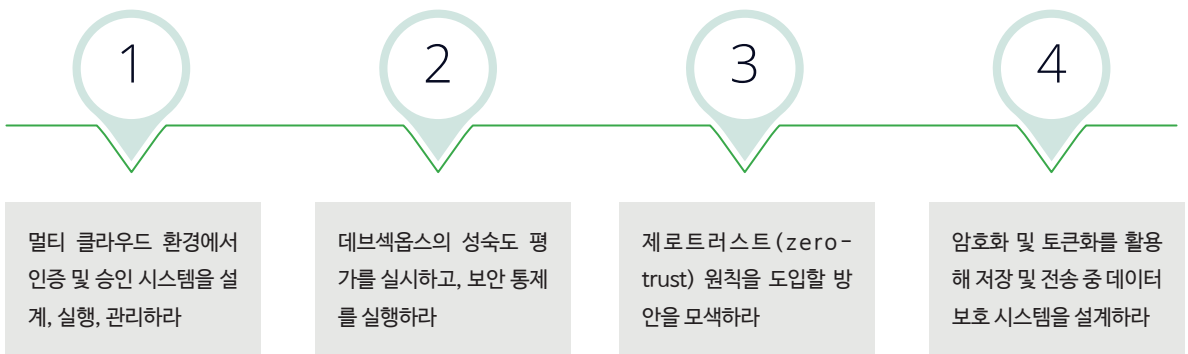 1
멀티 클라우드 환경에서
인증 및 승인 시스템을 설
계, 실행, 관리하라
2
데브섹옵스의 성숙도 평
가를 실시하고, 보안 통제
를 실행하라
3
제로트러스트(zero-
trust) 원칙을 도입할 방
안을 모색하라
4
암호화 및 토큰화를 활용
해 저장 및 전송 중 데이터
보호 시스템을 설계하라